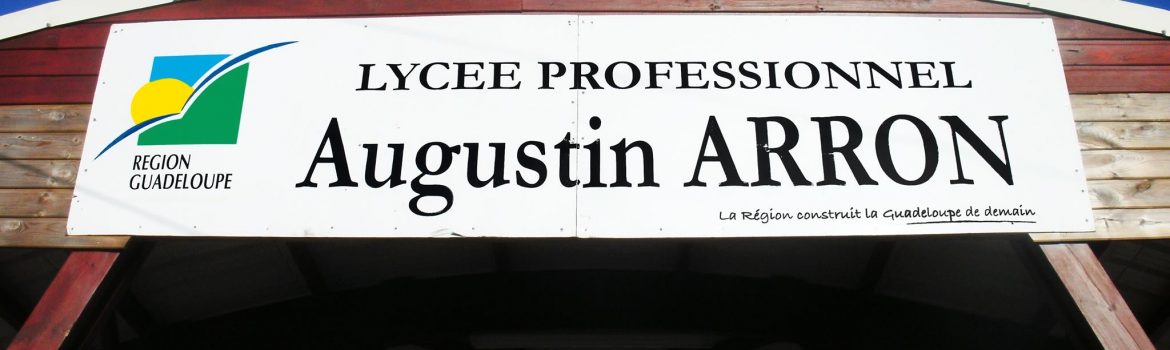 LYCEE PROFESSIONNEL
Augustin ARRON
REGION
GUADELOUPE
La Région construit la Guadeloupe de demain